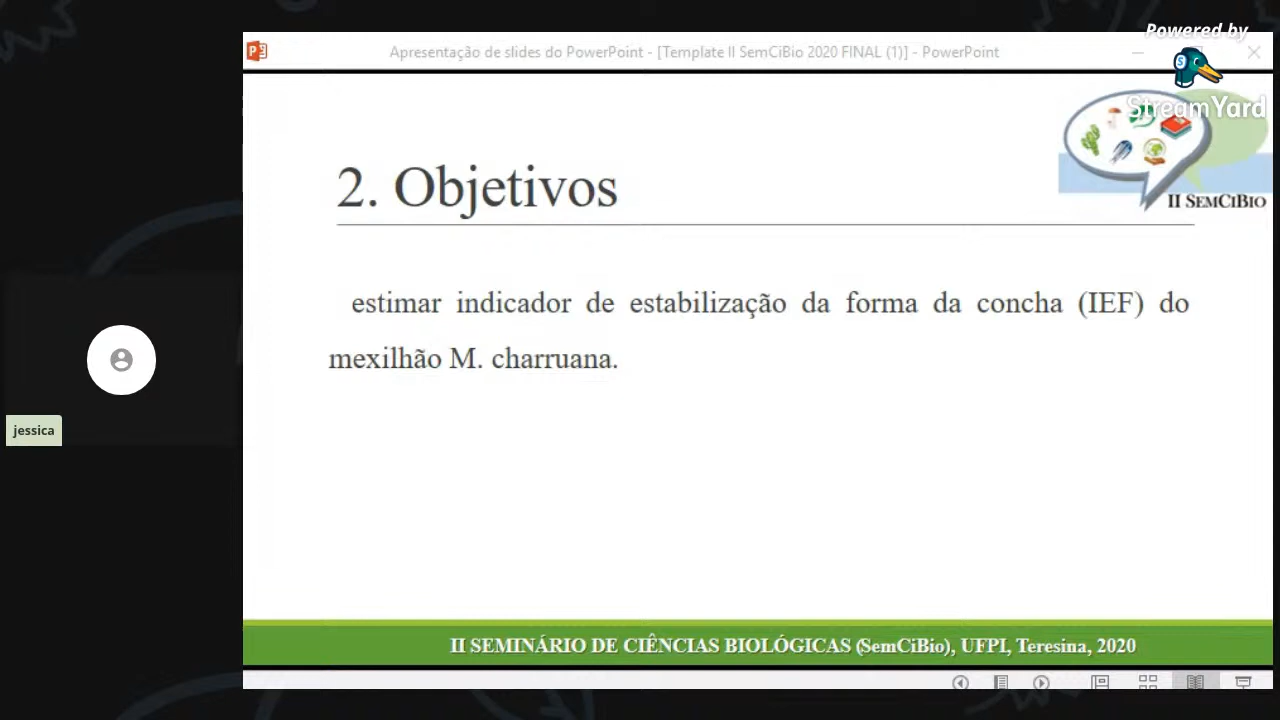 Powered by
Apresentação de slides do PowerPoint - [Template II SemCiBio 2020 FINAL (1)] - PowerPoint
StreamYard
II SEMCIBIO
2. Objetivos
estimar indicador de estabilização da forma da concha (IEF) do
mexilhão M. charruana.
jessica
II SEMINÁRIO DE CIÊNCIAS BIOLÓGICAS (SemCiBio), UFPI, Teresina, 2020